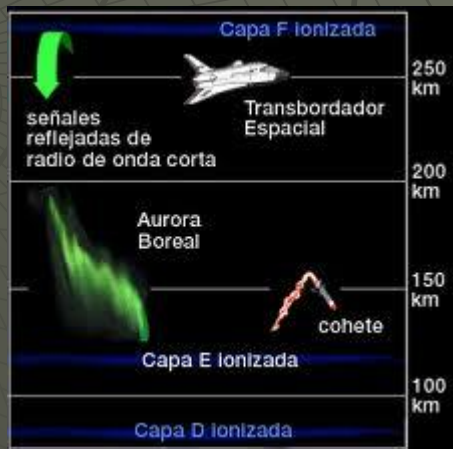 Capa F ionizada
250
km
señales
reflejadas de
radio de onda corta
Transbordador
Espacial
200
km
Aurora
Boreal
150
km
cohete
Capa E ionizada
100
km
Capa D ionizada